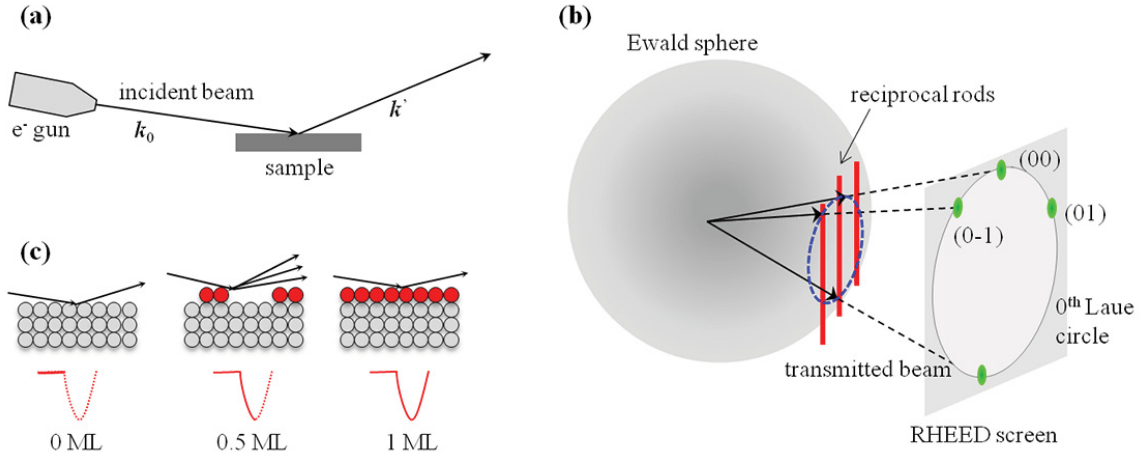 (a)
incident beam
e- gun
k0
k'
sample
(b)
Ewald sphere
reciprocal rods
(00)
(01)
(0-1)
0th Laue
circle
transmitted beam
RHEED screen
(c)
0 ML
0.5 ML
1 ML